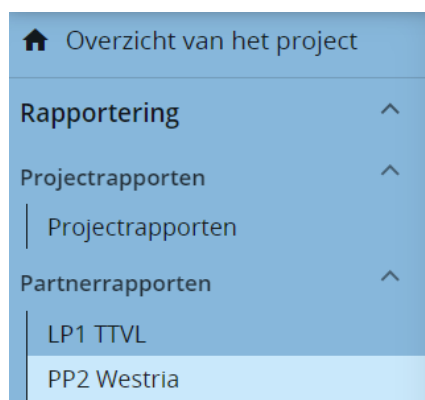 Overzicht van het project
Rapportering
Projectrapporten
Projectrapporten
Partnerrapporten
LP1 TTVL
PP2 Westria